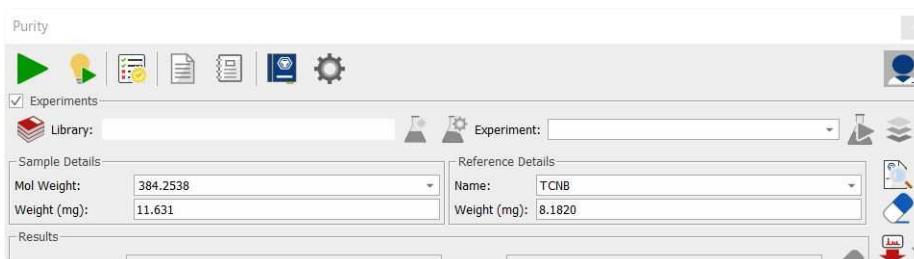 Purity
Experiments
Library: Experiment:
Sample Details Reference Details
Mol Weight: 384.2538 Name: TCNB
Weight (mg): 11.631 Weight (mg): 8.1820
Results